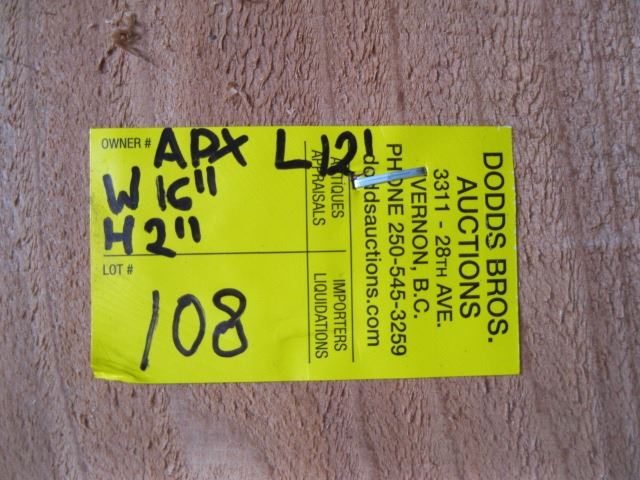 OWNER #
APX L12'
W 16"
H 2"
LOT #
108
ANTIQUES
APPRAISALS
IMPORTERS
LIQUIDATIONS
DODDS BROS.
AUCTIONS
3311 - 28TH AVE.
VERNON, B.C.
PHONE 250-545-3259
doddsauctions.com